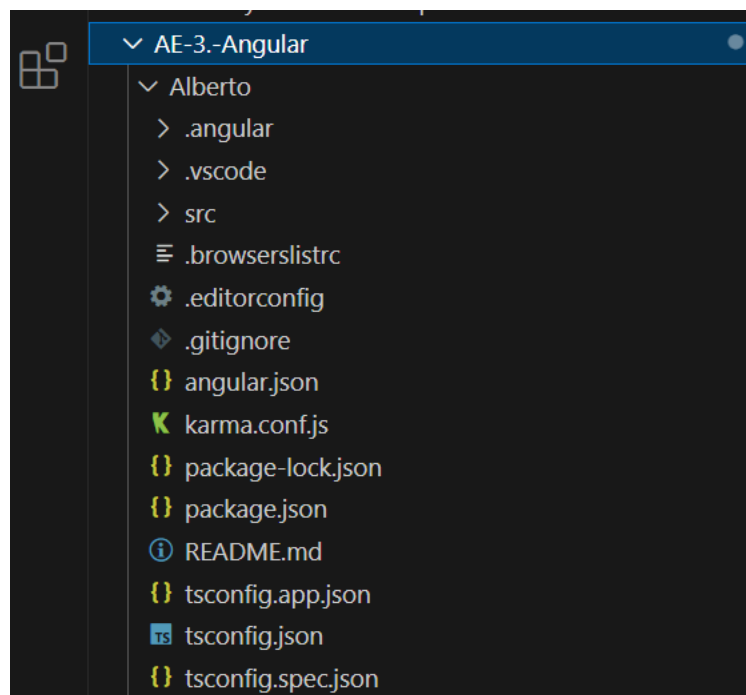 AE-3.-Angular
Alberto
.angular
.vscode
src
.browserslistrc
.editorconfig
.gitignore
angular.json
karma.conf.js
package-lock.json
package.json
README.md
tsconfig.app.json
TS tsconfig.json
tsconfig.spec.json